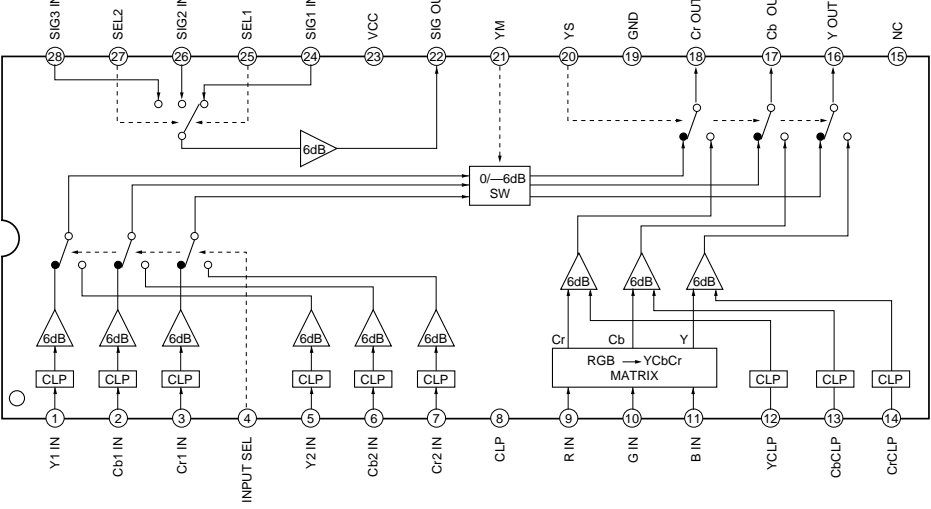 SIG3 IN
SEL2
SIG2 IN
SEL1
SIG1 IN
VCC
SIG OUT
YM
YS
GND
Cr OUT
Cb OU
Y OUT
NC
28
27
26
25
24
23
22
21
20
19
18
17
16
15
6dB
0/—6dB
SW
6dB
6dB
6dB
6dB
6dB
6dB
6dB
6dB
6dB
Cr
Cb
Y
RGB → YCbCr
MATRIX
CLP
CLP
CLP
CLP
CLP
CLP
CLP
CLP
CLP
1
2
3
4
5
6
7
8
9
10
11
12
13
14
Y1 IN
Cb1 IN
Cr1 IN
INPUT SEL
Y2 IN
Cb2 IN
Cr2 IN
CLP
R IN
G IN
B IN
YCLP
CbCLP
CrCLP